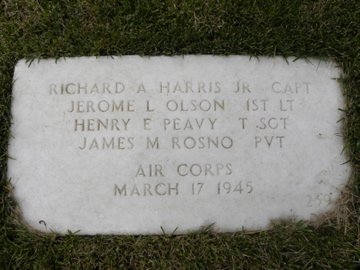 RICHARD A HARRIS JR CAPT
JEROME L OLSON 1ST LT
HENRY E PEAVY T SGT
JAMES M ROSNO PVT
AIR CORPS
MARCH 17 1945